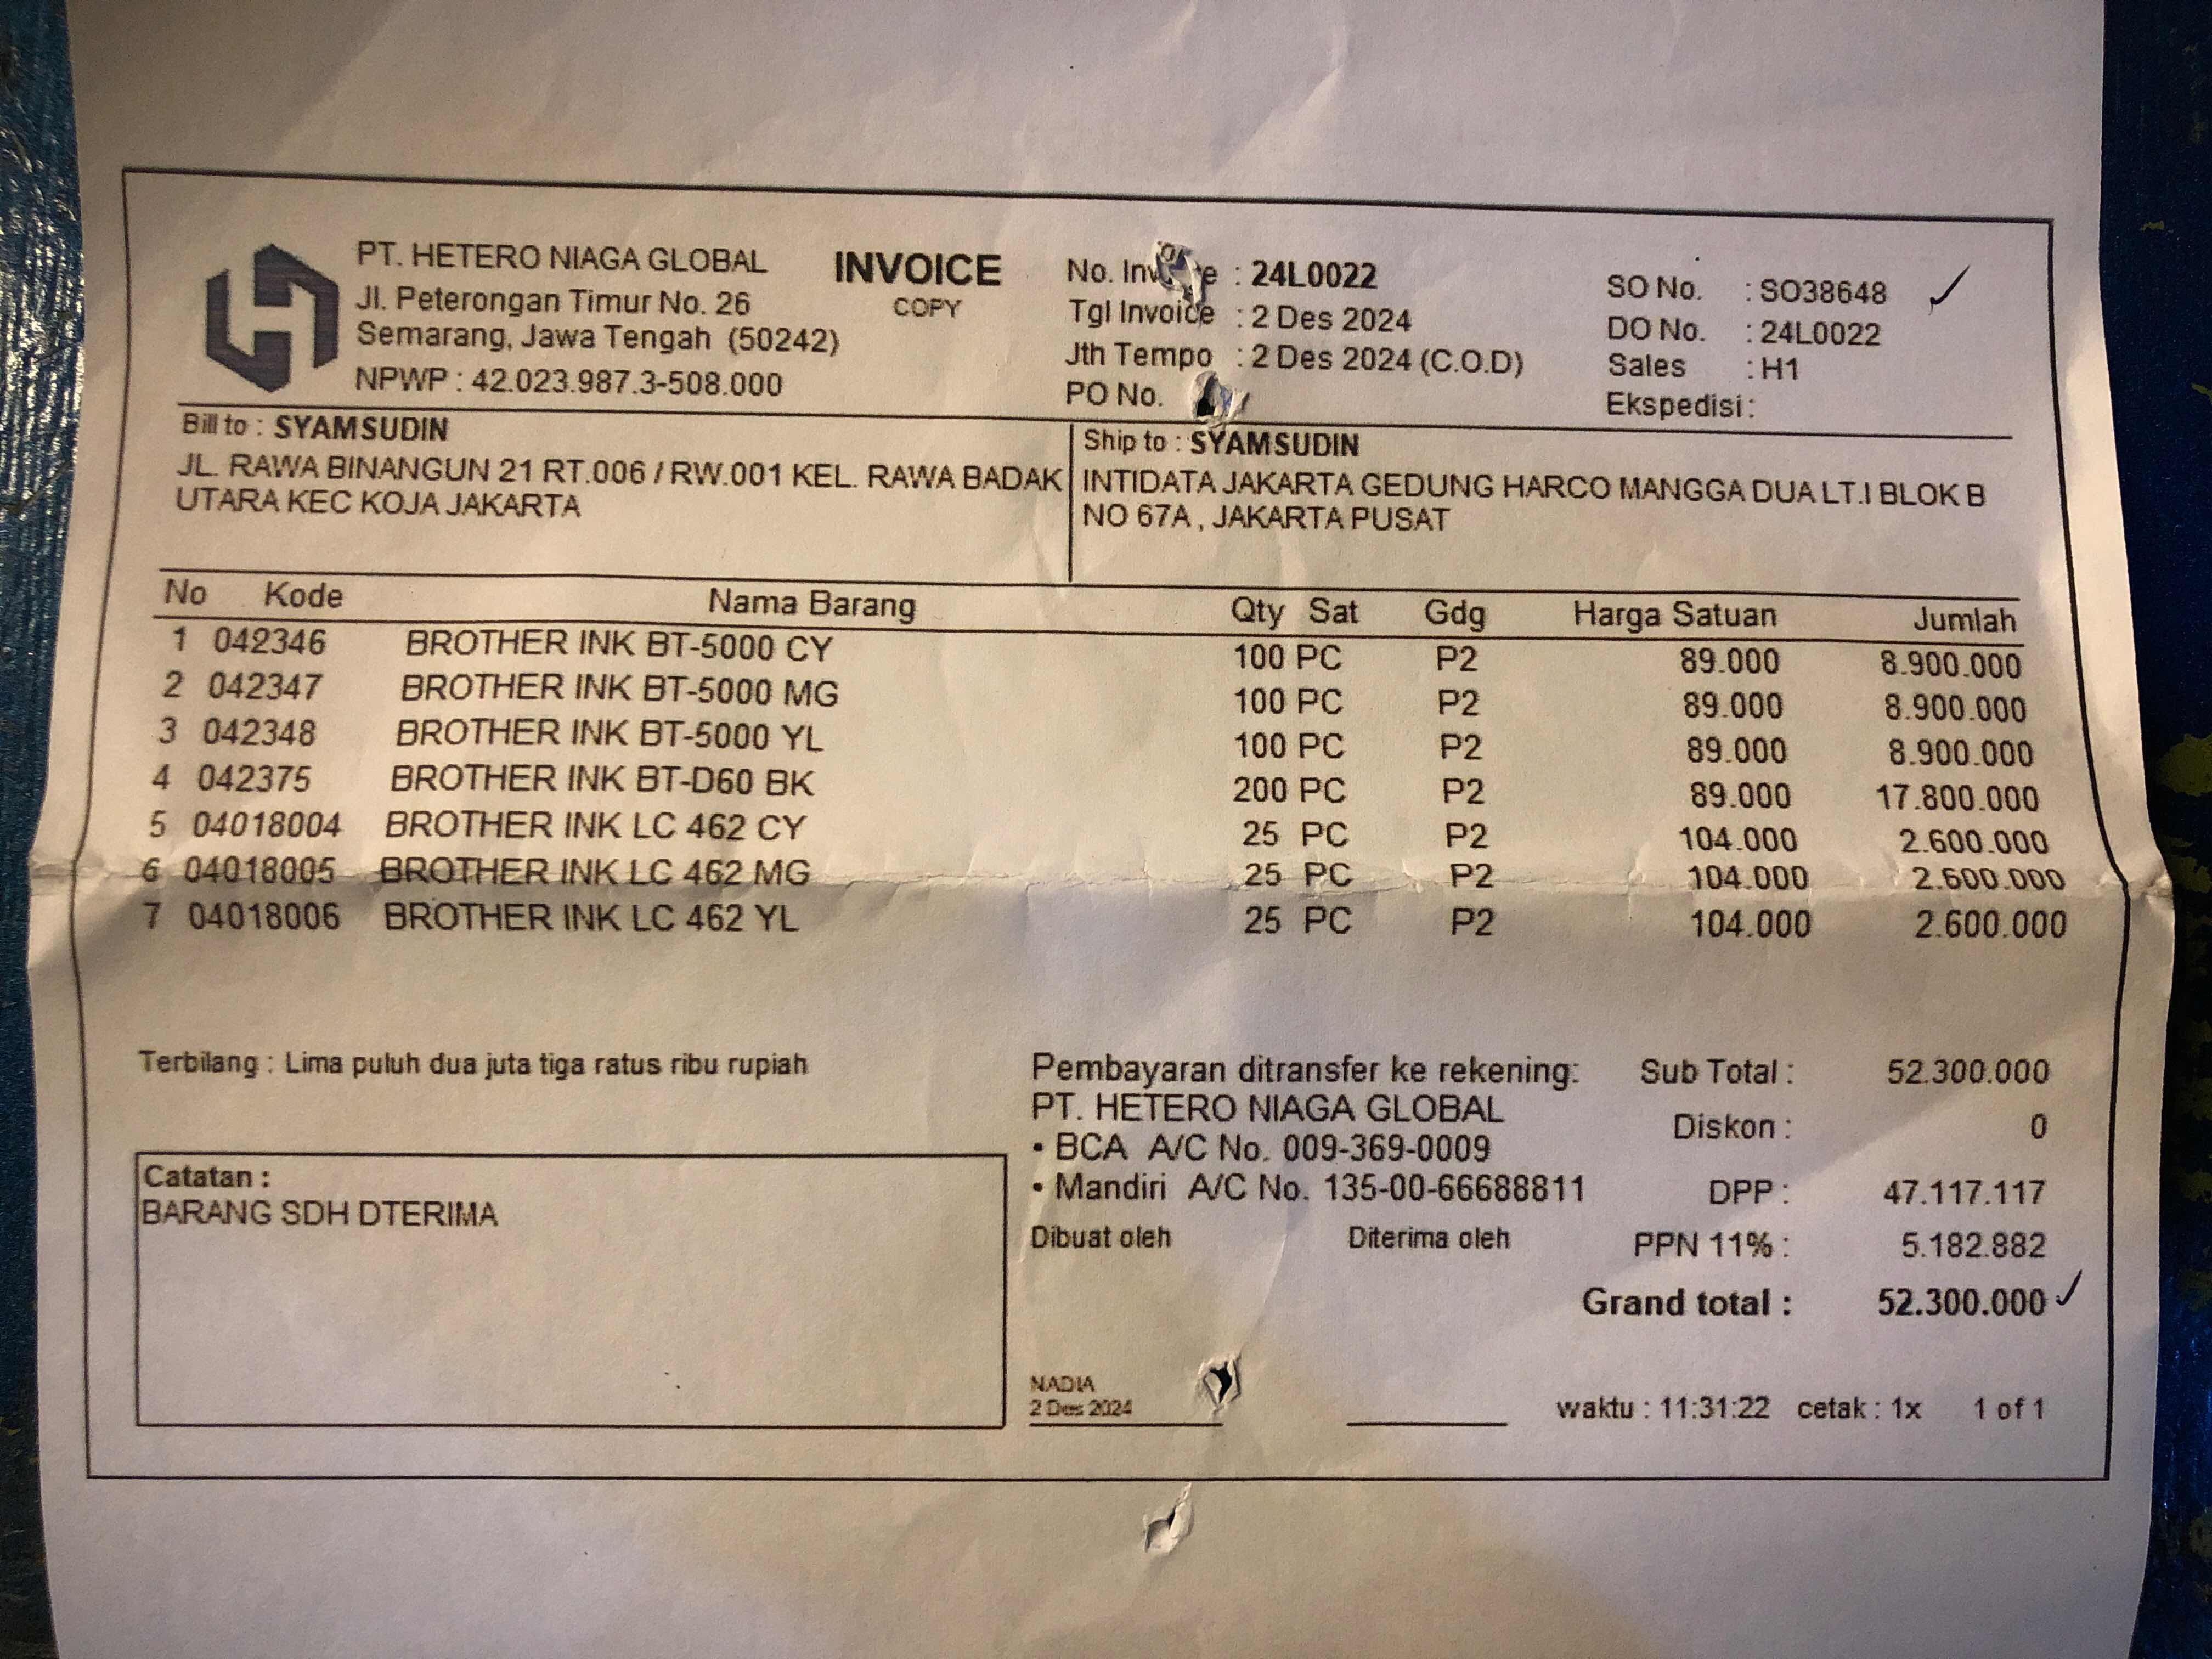 PT. HETERO NIAGA GLOBAL
Jl. Peterongan Timur No. 26
Semarang, Jawa Tengah (50242)
NPWP : 42.023.987.3-508.000
INVOICE
COPY
No. Invoice : 24L0022
Tgl Invoice : 2 Des 2024
Jth Tempo : 2 Des 2024 (C.O.D)
PO No.
SO No. : SO38648
DO No. : 24L0022
Sales : H1
Ekspedisi :
Bill to : SYAMSUDIN
JL. RAWA BINANGUN 21 RT.006 / RW.001 KEL. RAWA BADAK
UTARA KEC KOJA JAKARTA
Ship to : SYAMSUDIN
INTIDATA JAKARTA GEDUNG HARCO MANGGA DUA LT.I BLOK B
NO 67A , JAKARTA PUSAT
No Kode Nama Barang Qty Sat Gdg Harga Satuan Jumlah
1 042346 BROTHER INK BT-5000 CY 100 PC P2 89.000 8.900.000
2 042347 BROTHER INK BT-5000 MG 100 PC P2 89.000 8.900.000
3 042348 BROTHER INK BT-5000 YL 100 PC P2 89.000 8.900.000
4 042375 BROTHER INK BT-D60 BK 200 PC P2 89.000 17.800.000
5 04018004 BROTHER INK LC 462 CY 25 PC P2 104.000 2.600.000
6 04018005 BROTHER INK LC 462 MG 25 PC P2 104.000 2.600.000
7 04018006 BROTHER INK LC 462 YL 25 PC P2 104.000 2.600.000
Terbilang : Lima puluh dua juta tiga ratus ribu rupiah
Catatan :
BARANG SDH DTERIMA
Pembayaran ditransfer ke rekening:
PT. HETERO NIAGA GLOBAL
• BCA A/C No. 009-369-0009
• Mandiri A/C No. 135-00-66688811
Dibuat oleh Diterima oleh
NADIA
2 Des 2024
Sub Total : 52.300.000
Diskon : 0
DPP : 47.117.117
PPN 11% : 5.182.882
Grand total : 52.300.000
waktu : 11:31:22 cetak : 1x 1 of 1